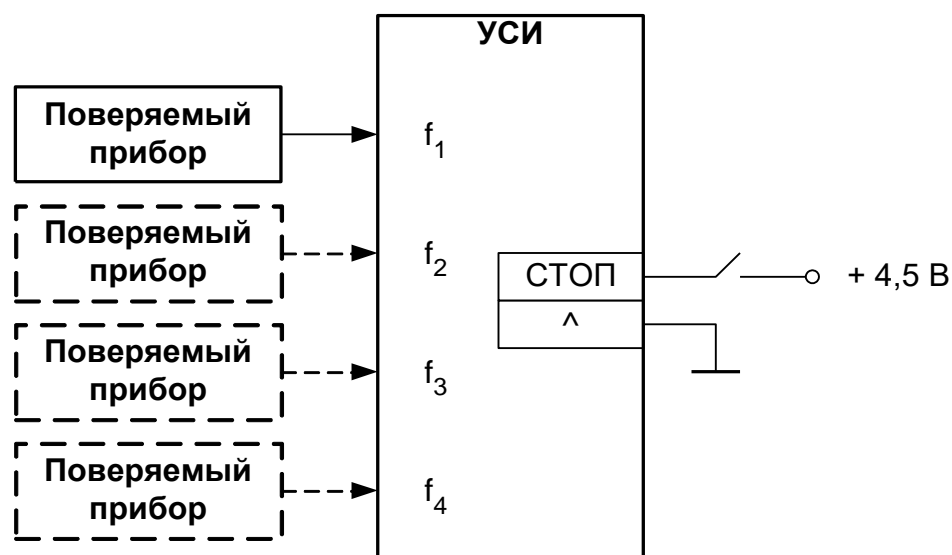 УСИ
Поверяемый
прибор
f1
Поверяемый
прибор
f2
СТОП
+ 4,5 В
^
Поверяемый
прибор
f3
Поверяемый
прибор
f4